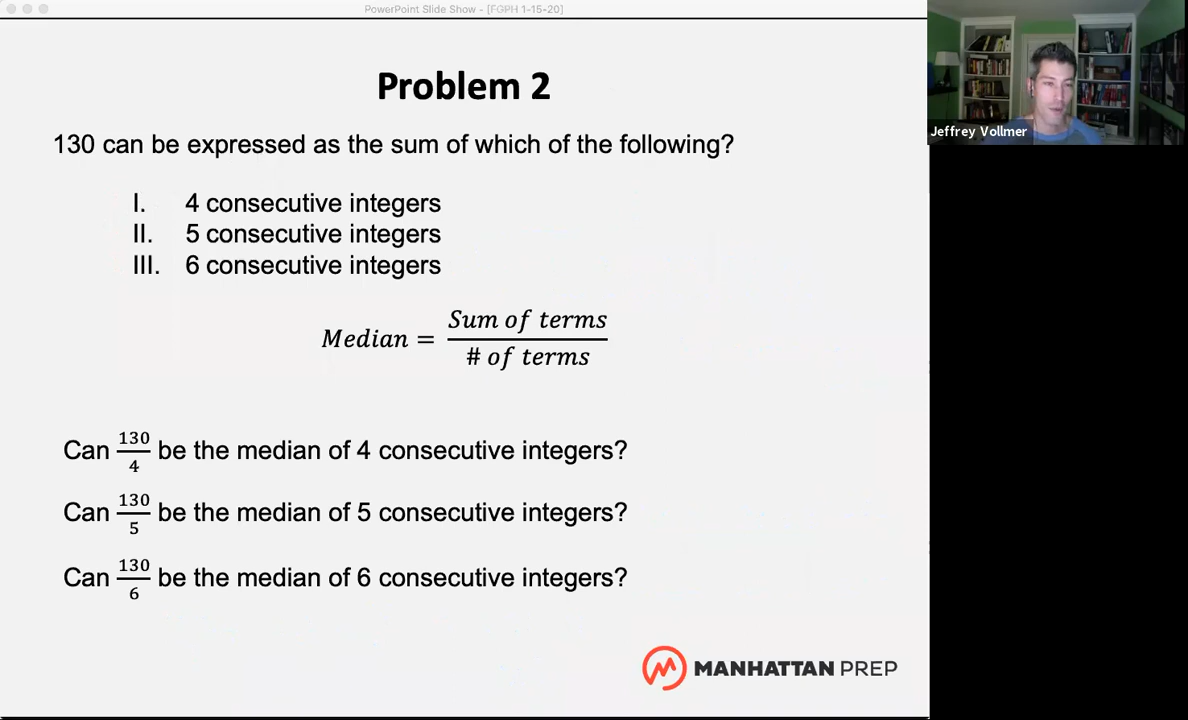 PowerPoint Slide Show - [FGPH 1-15-20]
Problem 2
130 can be expressed as the sum of which of the following?
I. 4 consecutive integers
II. 5 consecutive integers
III. 6 consecutive integers
Median = Sum of terms / # of terms
Can 130/4 be the median of 4 consecutive integers?
Can 130/5 be the median of 5 consecutive integers?
Can 130/6 be the median of 6 consecutive integers?
MANHATTAN PREP
Jeffrey Vollmer